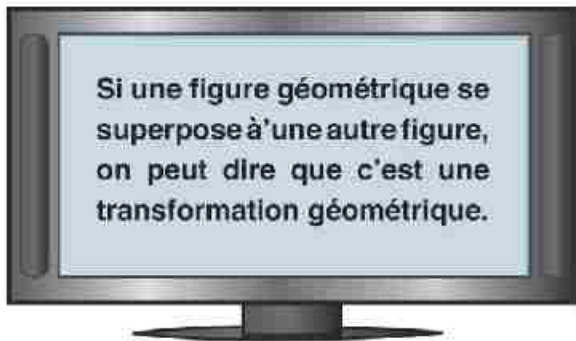 Si une figure géométrique se
superpose à'une autre figure,
on peut dire que c'est une
transformation géométrique.